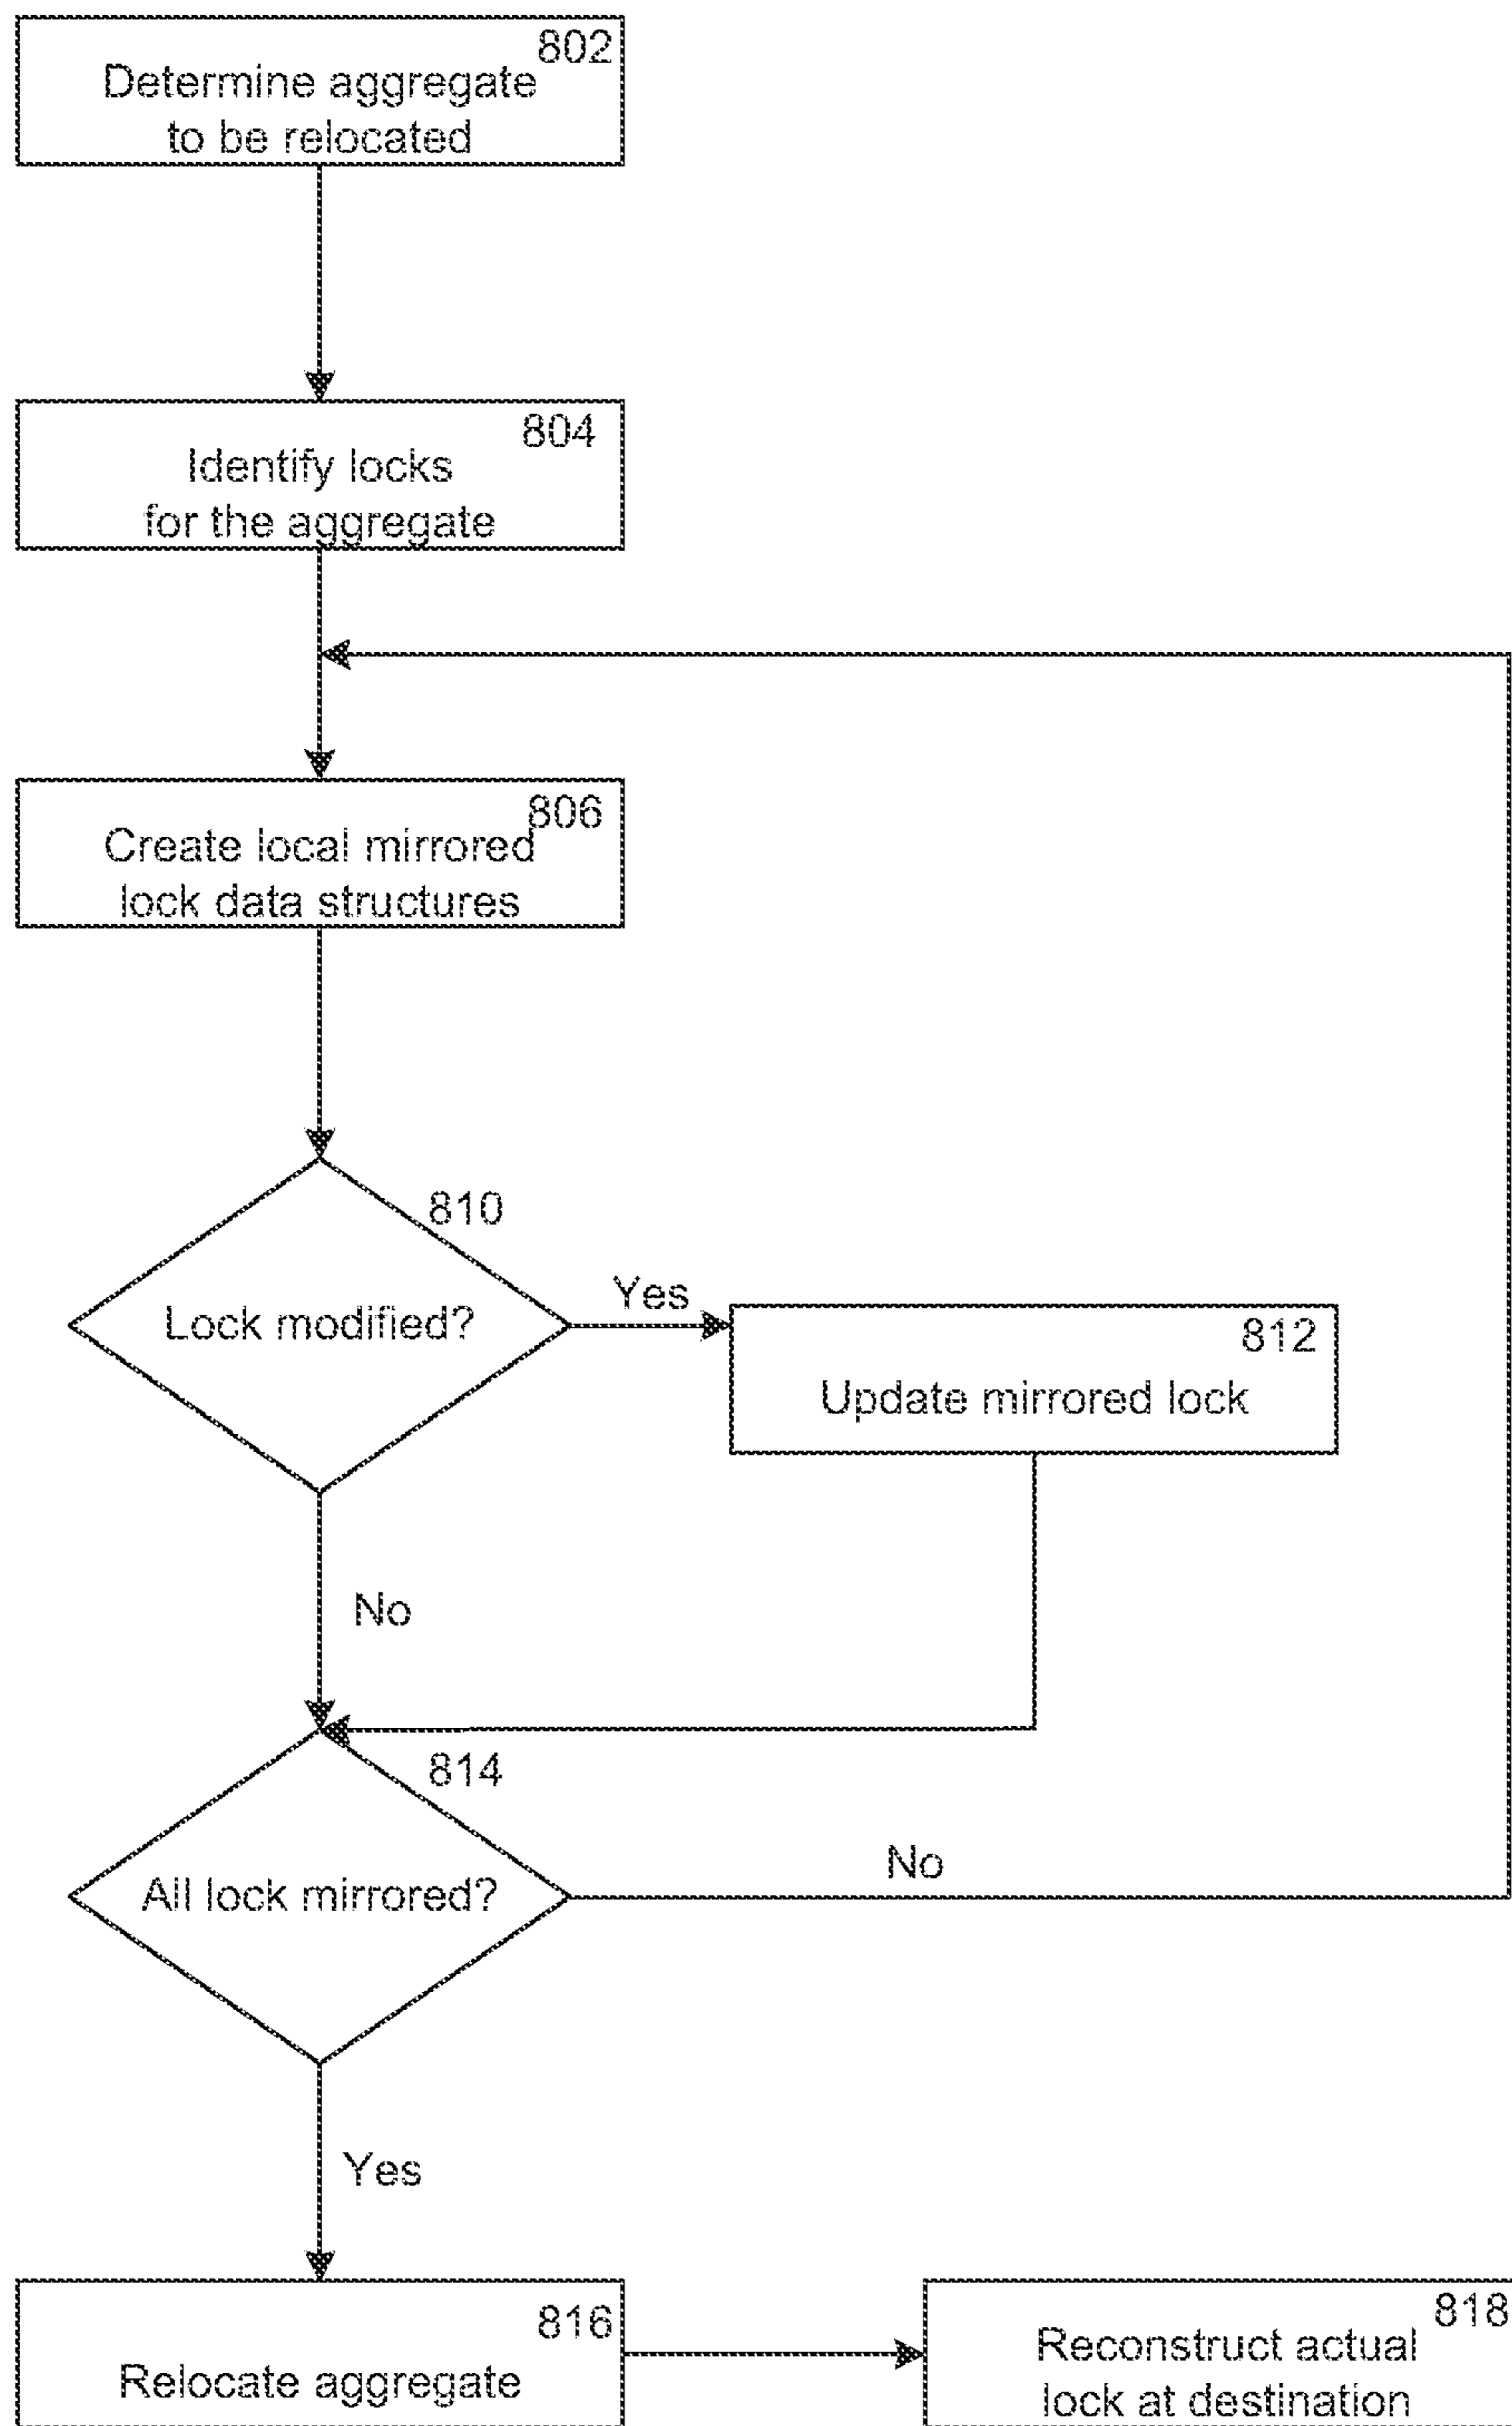 802
Determine aggregate
to be relocated
804
Identify locks
for the aggregate
806
Create local mirrored
lock data structures
810
Lock modified?
Yes
812
Update mirrored lock
No
814
All lock mirrored?
No
Yes
816
Relocate aggregate
818
Reconstruct actual
lock at destination